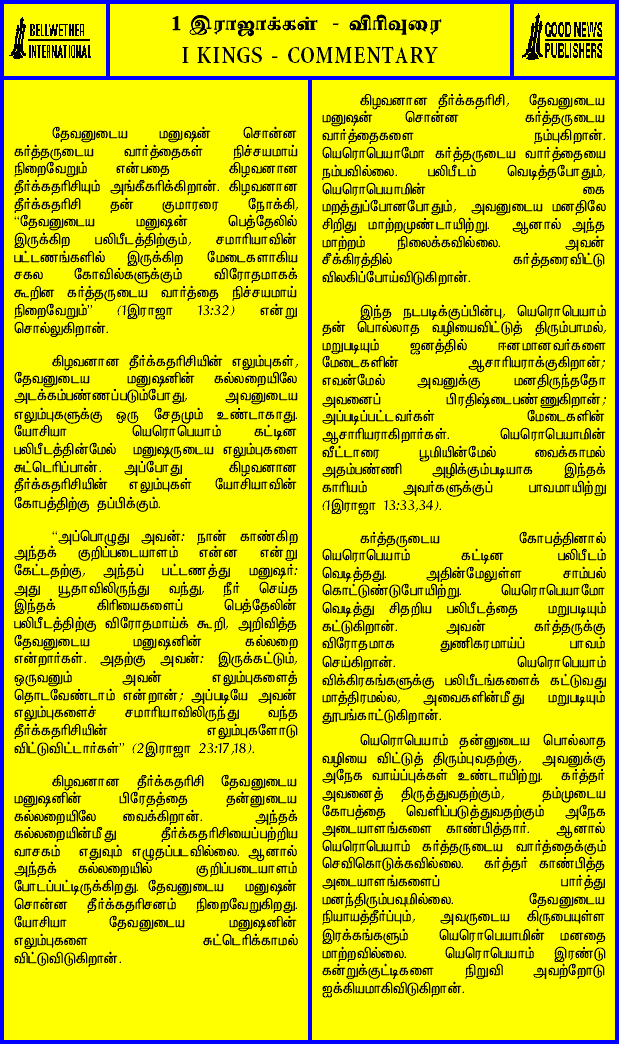 BELLWETHER
INTERNATIONAL
1 இராஜாக்கள் - விரிவுரை
I KINGS - COMMENTARY
GOOD NEWS
PUBLISHERS
தேவனுடைய மனுஷன் சொன்ன
கர்த்தருடைய வார்த்தைகள் நிச்சயமாய்
நிறைவேறும் என்பதை கிழவனான
தீர்க்கதரிசியும் அங்கீகரிக்கிறான். கிழவனான
தீர்க்கதரிசி தன் குமாரரை நோக்கி,
“தேவனுடைய மனுஷன் பெத்தேலில்
இருக்கிற பலிபீடத்திற்கும், சமாரியாவின்
பட்டணங்களில் இருக்கிற மேடைகளாகிய
சகல கோவில்களுக்கும் விரோதமாகக்
கூறின கர்த்தருடைய வார்த்தை நிச்சயமாய்
நிறைவேறும்” (1இராஜா 13:32) என்று
சொல்லுகிறான்.
கிழவனான தீர்க்கதரிசியின் எலும்புகள்,
தேவனுடைய மனுஷனின் கல்லறையிலே
அடக்கம்பண்ணப்படும்போது, அவனுடைய
எலும்புகளுக்கு ஒரு சேதமும் உண்டாகாது.
யோசியா யெரொபெயாம் கட்டின
பலிபீடத்தின்மேல் மனுஷருடைய எலும்புகளை
சுட்டெரிப்பான். அப்போது கிழவனான
தீர்க்கதரிசியின் எலும்புகள் யோசியாவின்
கோபத்திற்கு தப்பிக்கும்.
“அப்பொழுது அவன்: நான் காண்கிற
அந்தக் குறிப்படையாளம் என்ன என்று
கேட்டதற்கு, அந்தப் பட்டணத்து மனுஷர்:
அது யூதாவிலிருந்து வந்து, நீர் செய்த
இந்தக் கிரியைகளைப் பெத்தேலின்
பலிபீடத்திற்கு விரோதமாய்க் கூறி, அறிவித்த
தேவனுடைய மனுஷனின் கல்லறை
என்றார்கள். அதற்கு அவன்: இருக்கட்டும்,
ஒருவனும் அவன் எலும்புகளைத்
தொடவேண்டாம் என்றான்; அப்படியே அவன்
எலும்புகளைச் சமாரியாவிலிருந்து வந்த
தீர்க்கதரிசியின் எலும்புகளோடு
விட்டுவிட்டார்கள்” (2இராஜா 23:17,18).
கிழவனான தீர்க்கதரிசி தேவனுடைய
மனுஷனின் பிரேதத்தை தன்னுடைய
கல்லறையிலே வைக்கிறான். அந்தக்
கல்லறையின்மீது தீர்க்கதரிசியைப்பற்றிய
வாசகம் எதுவும் எழுதப்படவில்லை. ஆனால்
அந்தக் கல்லறையில் குறிப்படையாளம்
போடப்பட்டிருக்கிறது. தேவனுடைய மனுஷன்
சொன்ன தீர்க்கதரிசனம் நிறைவேறுகிறது.
யோசியா தேவனுடைய மனுஷனின்
எலும்புகளை சுட்டெரிக்காமல்
விட்டுவிடுகிறான்.
கிழவனான தீர்க்கதரிசி, தேவனுடைய
மனுஷன் சொன்ன கர்த்தருடைய
வார்த்தைகளை நம்புகிறான்.
யெரொபெயாமோ கர்த்தருடைய வார்த்தையை
நம்பவில்லை. பலிபீடம் வெடித்தபோதும்,
யெரொபெயாமின் கை
மறத்துப்போனபோதும், அவனுடைய மனதிலே
சிறிது மாற்றமுண்டாயிற்று. ஆனால் அந்த
மாற்றம் நிலைக்கவில்லை. அவன்
சீக்கிரத்தில் கர்த்தரைவிட்டு
விலகிப்போய்விடுகிறான்.
இந்த நடபடிக்குப்பின்பு, யெரொபெயாம்
தன் பொல்லாத வழியைவிட்டுத் திரும்பாமல்,
மறுபடியும் ஜனத்தில் ஈனமானவர்களை
மேடைகளின் ஆசாரியராக்குகிறான்;
எவன்மேல் அவனுக்கு மனதிருந்ததோ
அவனைப் பிரதிஷ்டைபண்ணுகிறான்;
அப்படிப்பட்டவர்கள் மேடைகளின்
ஆசாரியராகிறார்கள். யெரொபெயாமின்
வீட்டாரை பூமியின்மேல் வைக்காமல்
அதம்பண்ணி அழிக்கும்படியாக இந்தக்
காரியம் அவர்களுக்குப் பாவமாயிற்று
(1இராஜா 13:33,34).
கர்த்தருடைய கோபத்தினால்
யெரொபெயாம் கட்டின பலிபீடம்
வெடித்தது. அதின்மேலுள்ள சாம்பல்
கொட்டுண்டுபோயிற்று. யெரொபெயாமோ
வெடித்து சிதறிய பலிபீடத்தை மறுபடியும்
கட்டுகிறான். அவன் கர்த்தருக்கு
விரோதமாக துணிகரமாய்ப் பாவம்
செய்கிறான். யெரொபெயாம்
விக்கிரகங்களுக்கு பலிபீடங்களைக் கட்டுவது
மாத்திரமல்ல, அவைகளின்மீது மறுபடியும்
தூபங்காட்டுகிறான்.
யெரொபெயாம் தன்னுடைய பொல்லாத
வழியை விட்டுத் திரும்புவதற்கு, அவனுக்கு
அநேக வாய்ப்புக்கள் உண்டாயிற்று. கர்த்தர்
அவனைத் திருத்துவதற்கும், தம்முடைய
கோபத்தை வெளிப்படுத்துவதற்கும் அநேக
அடையாளங்களை காண்பித்தார். ஆனால்
யெரொபெயாம் கர்த்தருடைய வார்த்தைக்கும்
செவிகொடுக்கவில்லை. கர்த்தர் காண்பித்த
அடையாளங்களைப் பார்த்து
மனந்திரும்பவுமில்லை. தேவனுடைய
நியாயத்தீர்ப்பும், அவருடைய கிருபையுள்ள
இரக்கங்களும் யெரொபெயாமின் மனதை
மாற்றவில்லை. யெரொபெயாம் இரண்டு
கன்றுக்குட்டிகளை நிறுவி அவற்றோடு
ஐக்கியமாகிவிடுகிறான்.